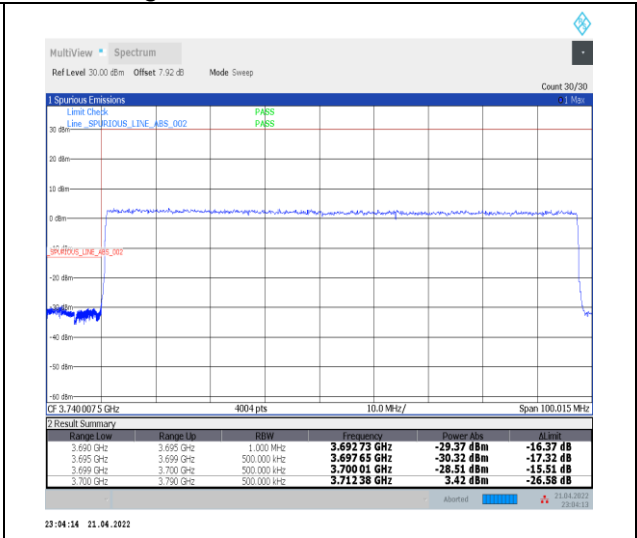 MultiView Spectrum
Ref Level 30.00 dBm Offset 7.92 dB Mode Sweep
Count 30/30
1 Spurious Emissions 1 Max
Limit Check PASS
Line _SPURIOUS_LINE_ABS_002 PASS
30 dBm
20 dBm
10 dBm
0 dBm
_SPURIOUS_LINE_ABS_002
-20 dBm
-30 dBm
-40 dBm
-50 dBm
-60 dBm
CF 3.740 007 5 GHz 4004 pts 10.0 MHz/ Span 100.015 MHz
2 Result Summary
Range Low Range Up RBW Frequency Power Abs ΔLimit
3.690 GHz 3.695 GHz 1.000 MHz 3.692 73 GHz -29.37 dBm -16.37 dB
3.695 GHz 3.699 GHz 500.000 kHz 3.697 65 GHz -30.32 dBm -17.32 dB
3.699 GHz 3.700 GHz 500.000 kHz 3.700 01 GHz -28.51 dBm -15.51 dB
3.700 GHz 3.790 GHz 500.000 kHz 3.712 38 GHz 3.42 dBm -26.58 dB
Aborted 21.04.2022
23:04:13
23:04:14 21.04.2022